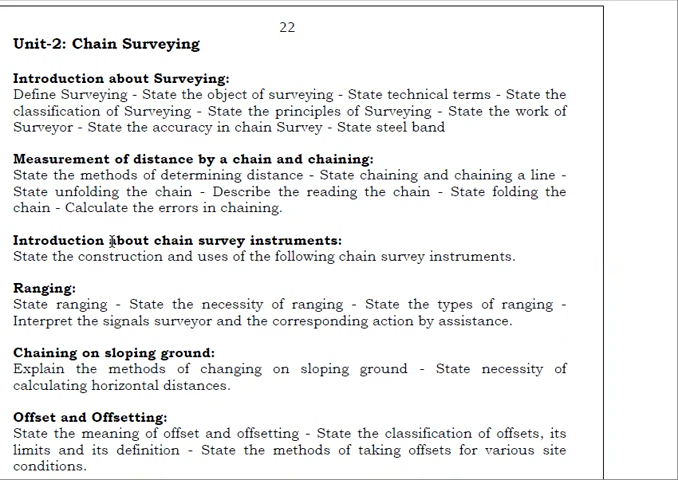 22
Unit-2: Chain Surveying
Introduction about Surveying:
Define Surveying - State the object of surveying - State technical terms - State the
classification of Surveying - State the principles of Surveying - State the work of
Surveyor - State the accuracy in chain Survey - State steel band
Measurement of distance by a chain and chaining:
State the methods of determining distance - State chaining and chaining a line -
State unfolding the chain - Describe the reading the chain - State folding the
chain - Calculate the errors in chaining.
Introduction about chain survey instruments:
State the construction and uses of the following chain survey instruments.
Ranging:
State ranging - State the necessity of ranging - State the types of ranging -
Interpret the signals surveyor and the corresponding action by assistance.
Chaining on sloping ground:
Explain the methods of changing on sloping ground - State necessity of
calculating horizontal distances.
Offset and Offsetting:
State the meaning of offset and offsetting - State the classification of offsets, its
limits and its definition - State the methods of taking offsets for various site
conditions.